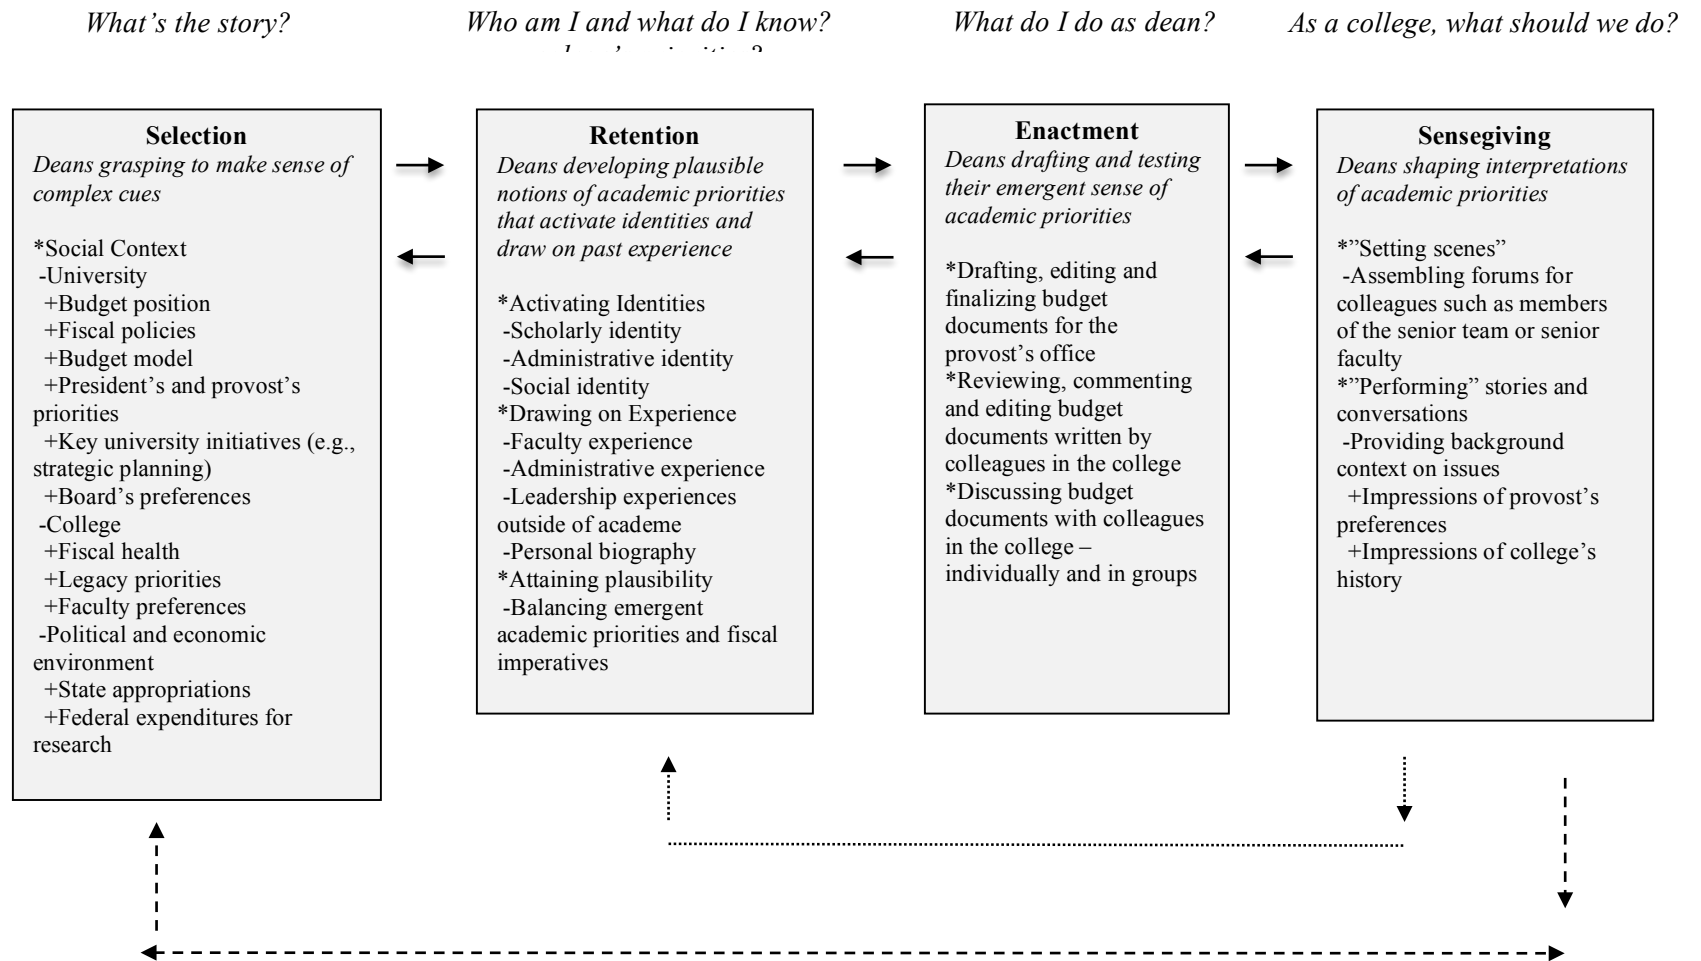 What’s the story?
Who am I and what do I know?
What do I do as dean?
As a college, what should we do?
Selection
Deans grasping to make sense of
complex cues
*Social Context
-University
+Budget position
+Fiscal policies
+Budget model
+President’s and provost’s
priorities
+Key university initiatives (e.g.,
strategic planning)
+Board’s preferences
-College
+Fiscal health
+Legacy priorities
+Faculty preferences
-Political and economic
environment
+State appropriations
+Federal expenditures for
research
Retention
Deans developing plausible
notions of academic priorities
that activate identities and
draw on past experience
*Activating Identities
-Scholarly identity
-Administrative identity
-Social identity
*Drawing on Experience
-Faculty experience
-Administrative experience
-Leadership experiences
outside of academe
-Personal biography
*Attaining plausibility
-Balancing emergent
academic priorities and fiscal
imperatives
Enactment
Deans drafting and testing
their emergent sense of
academic priorities
*Drafting, editing and
finalizing budget
documents for the
provost’s office
*Reviewing, commenting
and editing budget
documents written by
colleagues in the college
*Discussing budget
documents with colleagues
in the college –
individually and in groups
Sensegiving
Deans shaping interpretations
of academic priorities
*”Setting scenes”
-Assembling forums for
colleagues such as members
of the senior team or senior
faculty
*”Performing” stories and
conversations
-Providing background
context on issues
+Impressions of provost’s
preferences
+Impressions of college’s
history